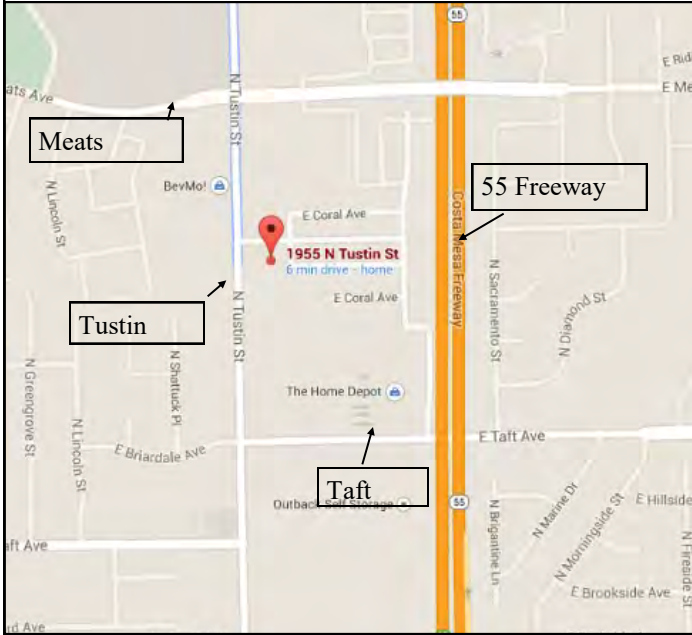 55
E Rid
ats Ave
E Me
N Tustin St
Meats
BevMo!
55 Freeway
N Lincoln St
E Coral Ave
Costa Mesa Freeway
1955 N Tustin St
6 min drive - home
N Sacramento St
E Coral Ave
N Diamond St
Tustin
N Tustin St
N Shattuck Pl
N Greengrove St
The Home Depot
N Lincoln St
E Briardale Ave
E Taft Ave
Taft
Outback Self Storage
55
N Brigantine Ln
N Marine Dr
N Morningside St
E Hillside
N Fireside St
aft Ave
E Brookside Ave
rd Ave